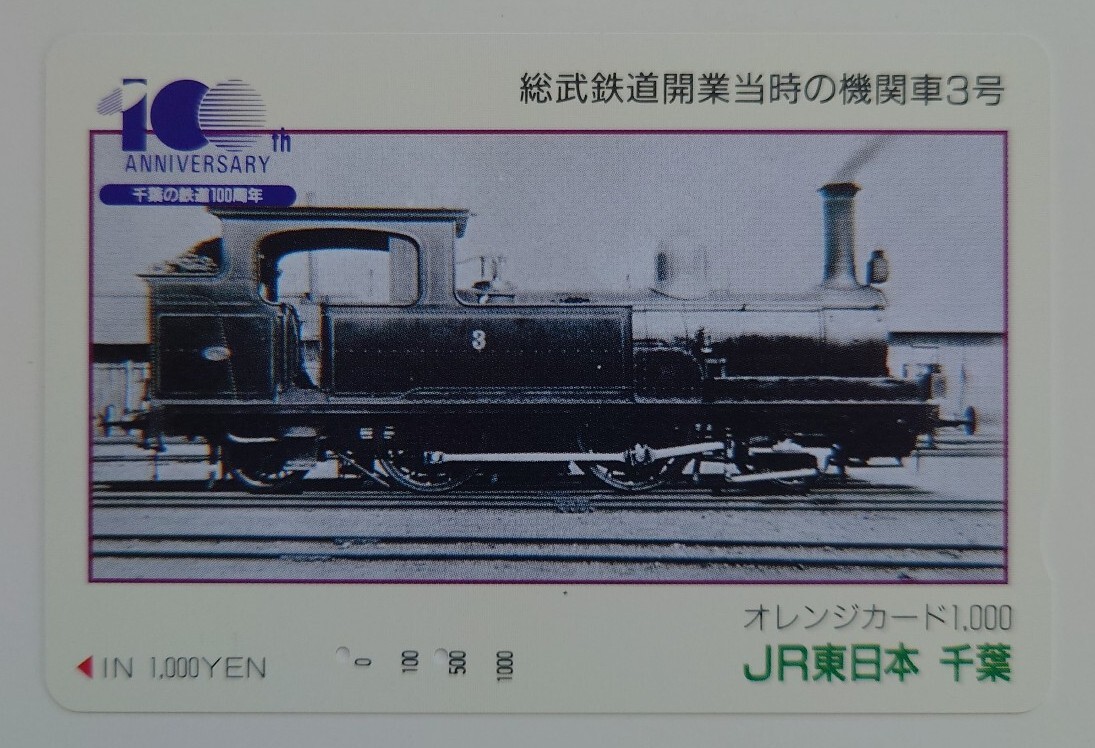 総武鉄道開業当時の機関車3号
100th
ANNIVERSARY
千葉の鉄道100周年
3
オレンジカード1,000
JR東日本 千葉
IN 1,000YEN
0 100 500 1000